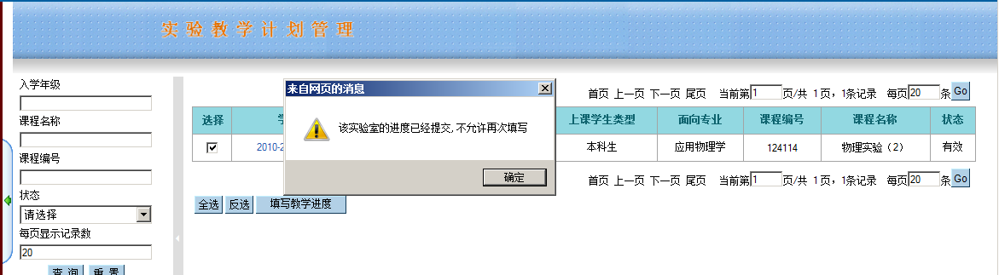 实验教学计划管理
入学年级
课程名称
课程编号
状态
请选择
每页显示记录数
20
查 询 重 置
来自网页的消息
该实验室的进度已经提交,不允许再次填写
确定
首页 上一页 下一页 尾页 当前第1页/共 1页，1条记录 每页20条Go
选择 上课学生类型 面向专业 课程编号 课程名称 状态
2010-2 本科生 应用物理学 124114 物理实验（2） 有效
首页 上一页 下一页 尾页 当前第1页/共 1页，1条记录 每页20条Go
全选 反选 填写教学进度